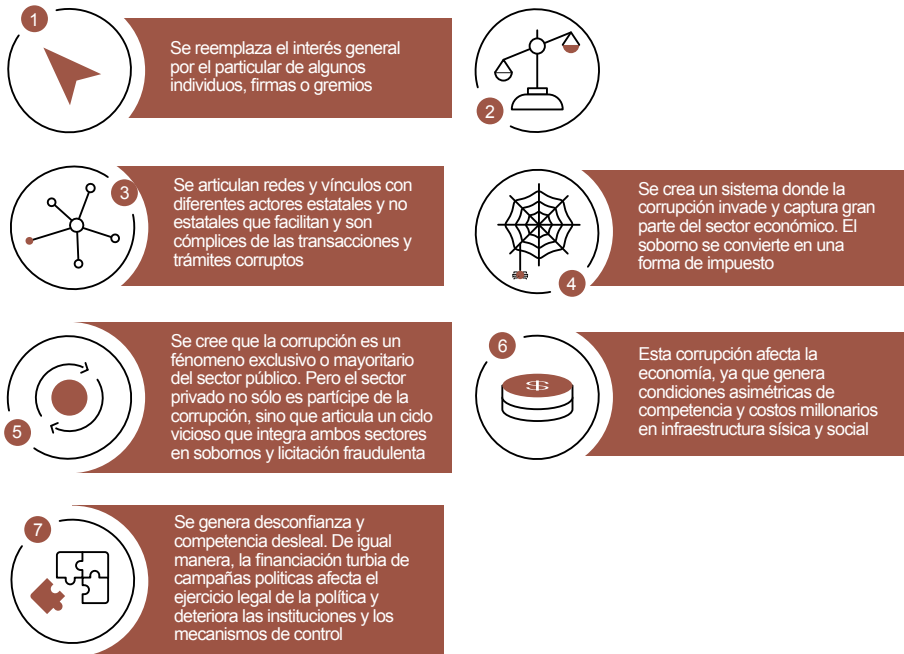 1
Se reemplaza el interés general
por el particular de algunos
individuos, firmas o gremios
2
3
Se articulan redes y vínculos con
diferentes actores estatales y no
estatales que facilitan y son
cómplices de las transacciones y
trámites corruptos
4
Se crea un sistema donde la
corrupción invade y captura gran
parte del sector económico. El
soborno se convierte en una
forma de impuesto
5
Se cree que la corrupción es un
fénomeno exclusivo o mayoritario
del sector público. Pero el sector
privado no sólo es partícipe de la
corrupción, sino que articula un ciclo
vicioso que integra ambos sectores
en sobornos y licitación fraudulenta
6
$
Esta corrupción afecta la
economía, ya que genera
condiciones asimétricas de
competencia y costos millonarios
en infraestructura sísica y social
7
Se genera desconfianza y
competencia desleal. De igual
manera, la financiación turbia de
campañas politicas afecta el
ejercicio legal de la política y
deteriora las instituciones y los
mecanismos de control